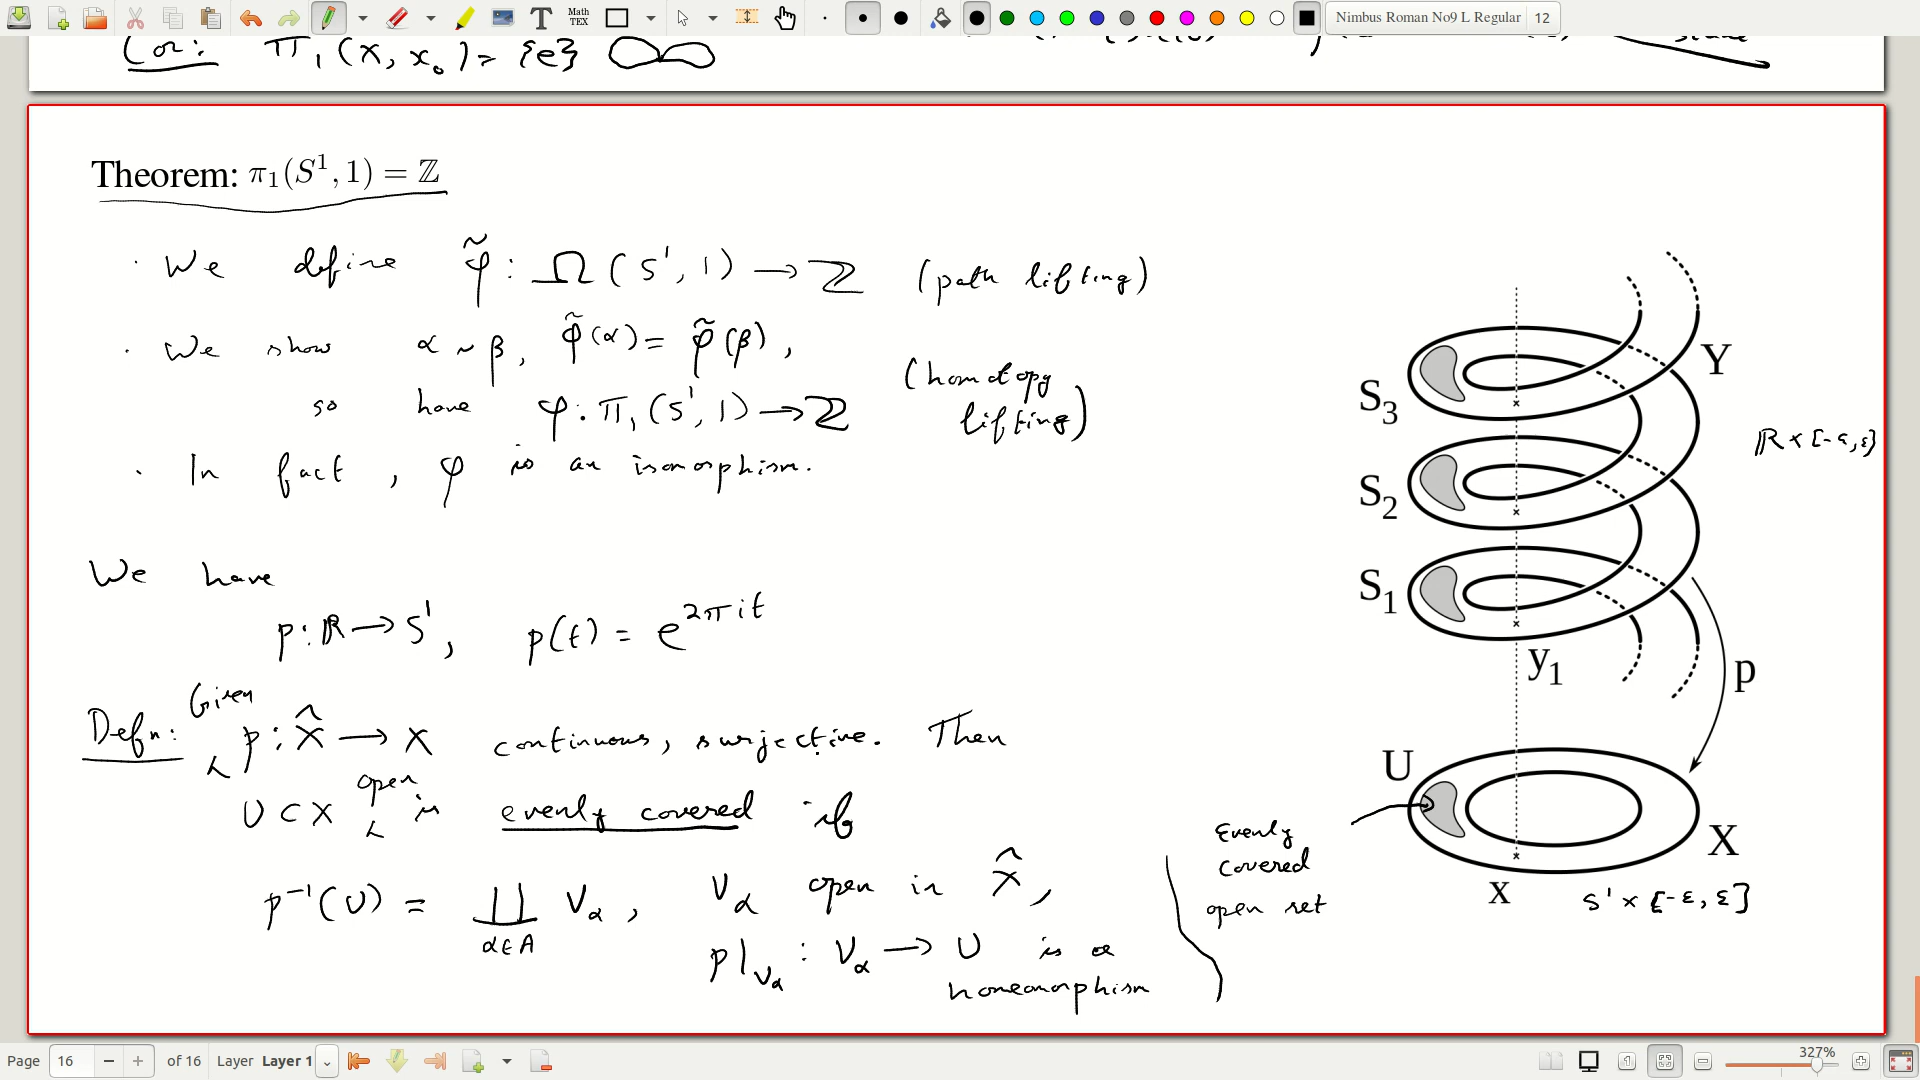 Math
TEX
Nimbus Roman No9 L Regular 12
Cor: π₁(X, x₀) = {e}
Theorem: π₁(S¹, 1) = ℤ
· We define φ̃ : Ω(S¹, 1) → ℤ (path lifting)
· We show α ~ β, φ̃(α) = φ̃(β),
so have φ : π₁(S¹, 1) → ℤ (homotopy lifting)
· In fact, φ is an isomorphism.
We have
p : ℝ → S¹, p(t) = e^{2πit}
Defn: Given p : X̂ → X continuous, surjective. Then
U ⊂ X open is evenly covered if
p⁻¹(U) = ∐_{α∈A} V_α, V_α open in X̂,
p|_{V_α} : V_α → U is a
homeomorphism
Evenly
covered
open set
S₃
Y
ℝ × [-ε, ε]
S₂
S₁
y₁
p
U
X
x
S¹ × [-ε, ε]
Page 16 of 16 Layer Layer 1
327%